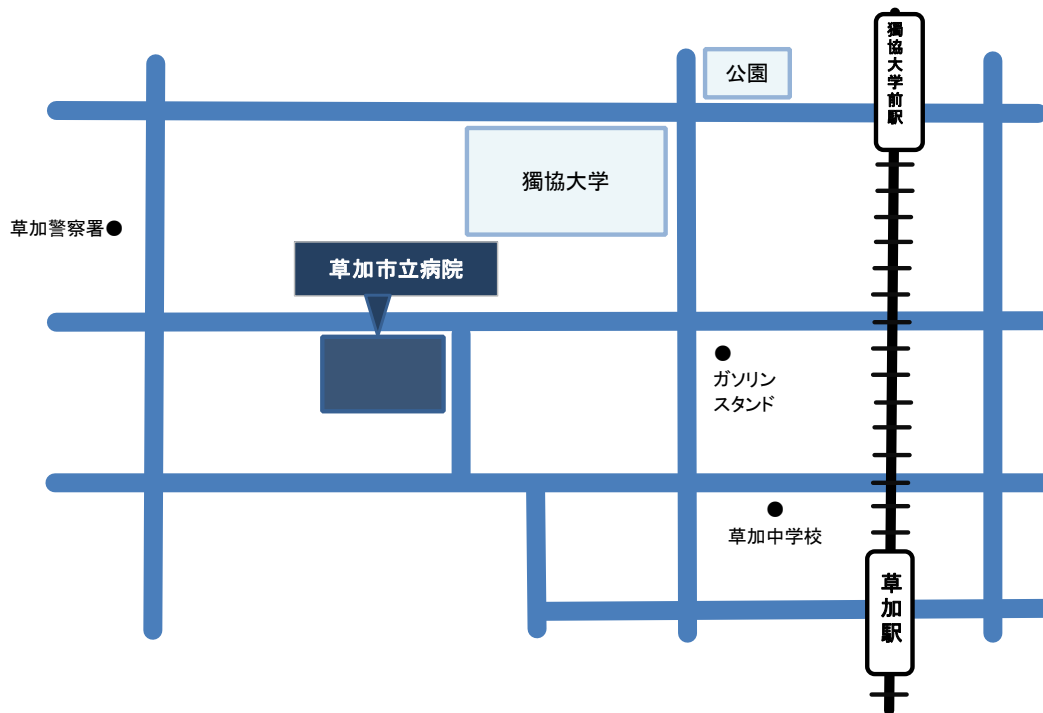 獨協大学前駅
公園
獨協大学
草加警察署
草加市立病院
ガソリン
スタンド
草加中学校
草加駅